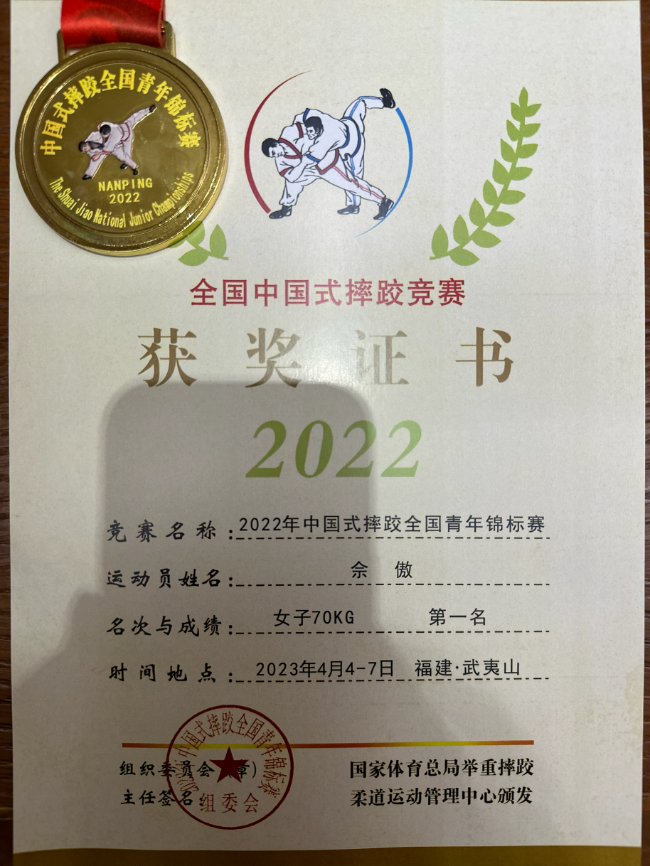 中国式摔跤全国青年锦标赛
NANPING
2022
The Shuai Jiao National Junior Championships
全国中国式摔跤竞赛
获奖证书
2022
竞赛名称：2022年中国式摔跤全国青年锦标赛
运动员姓名：佘 傲
名次与成绩：女子70KG 第一名
时间地点：2023年4月4-7日 福建·武夷山
组织委员会（章）
主任签名：
2022年中国式摔跤全国青年锦标赛
组委会
国家体育总局举重摔跤
柔道运动管理中心颁发